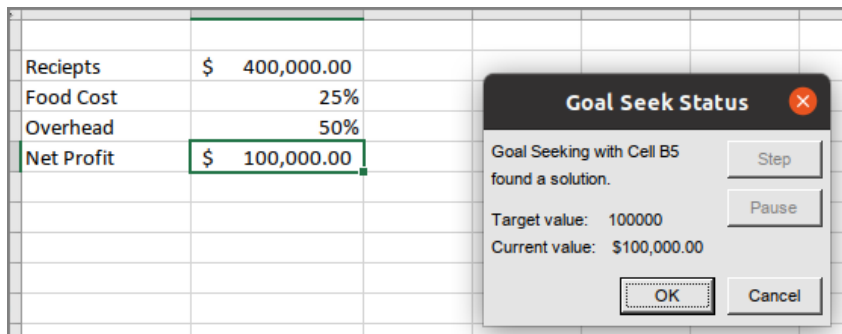 Reciepts $ 400,000.00
Food Cost 25%
Overhead 50%
Net Profit $ 100,000.00
Goal Seek Status
Goal Seeking with Cell B5
found a solution.
Step
Pause
Target value: 100000
Current value: $100,000.00
OK Cancel